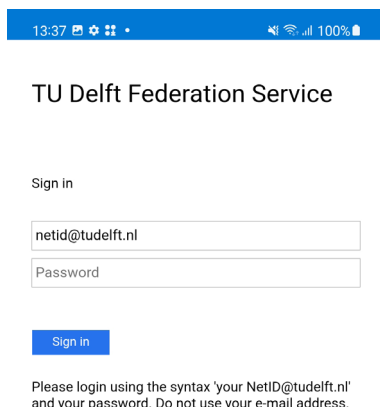 13:37
100%
TU Delft Federation Service
Sign in
netid@tudelft.nl
Password
Sign in
Please login using the syntax 'your NetID@tudelft.nl'
and your password. Do not use your e-mail address.